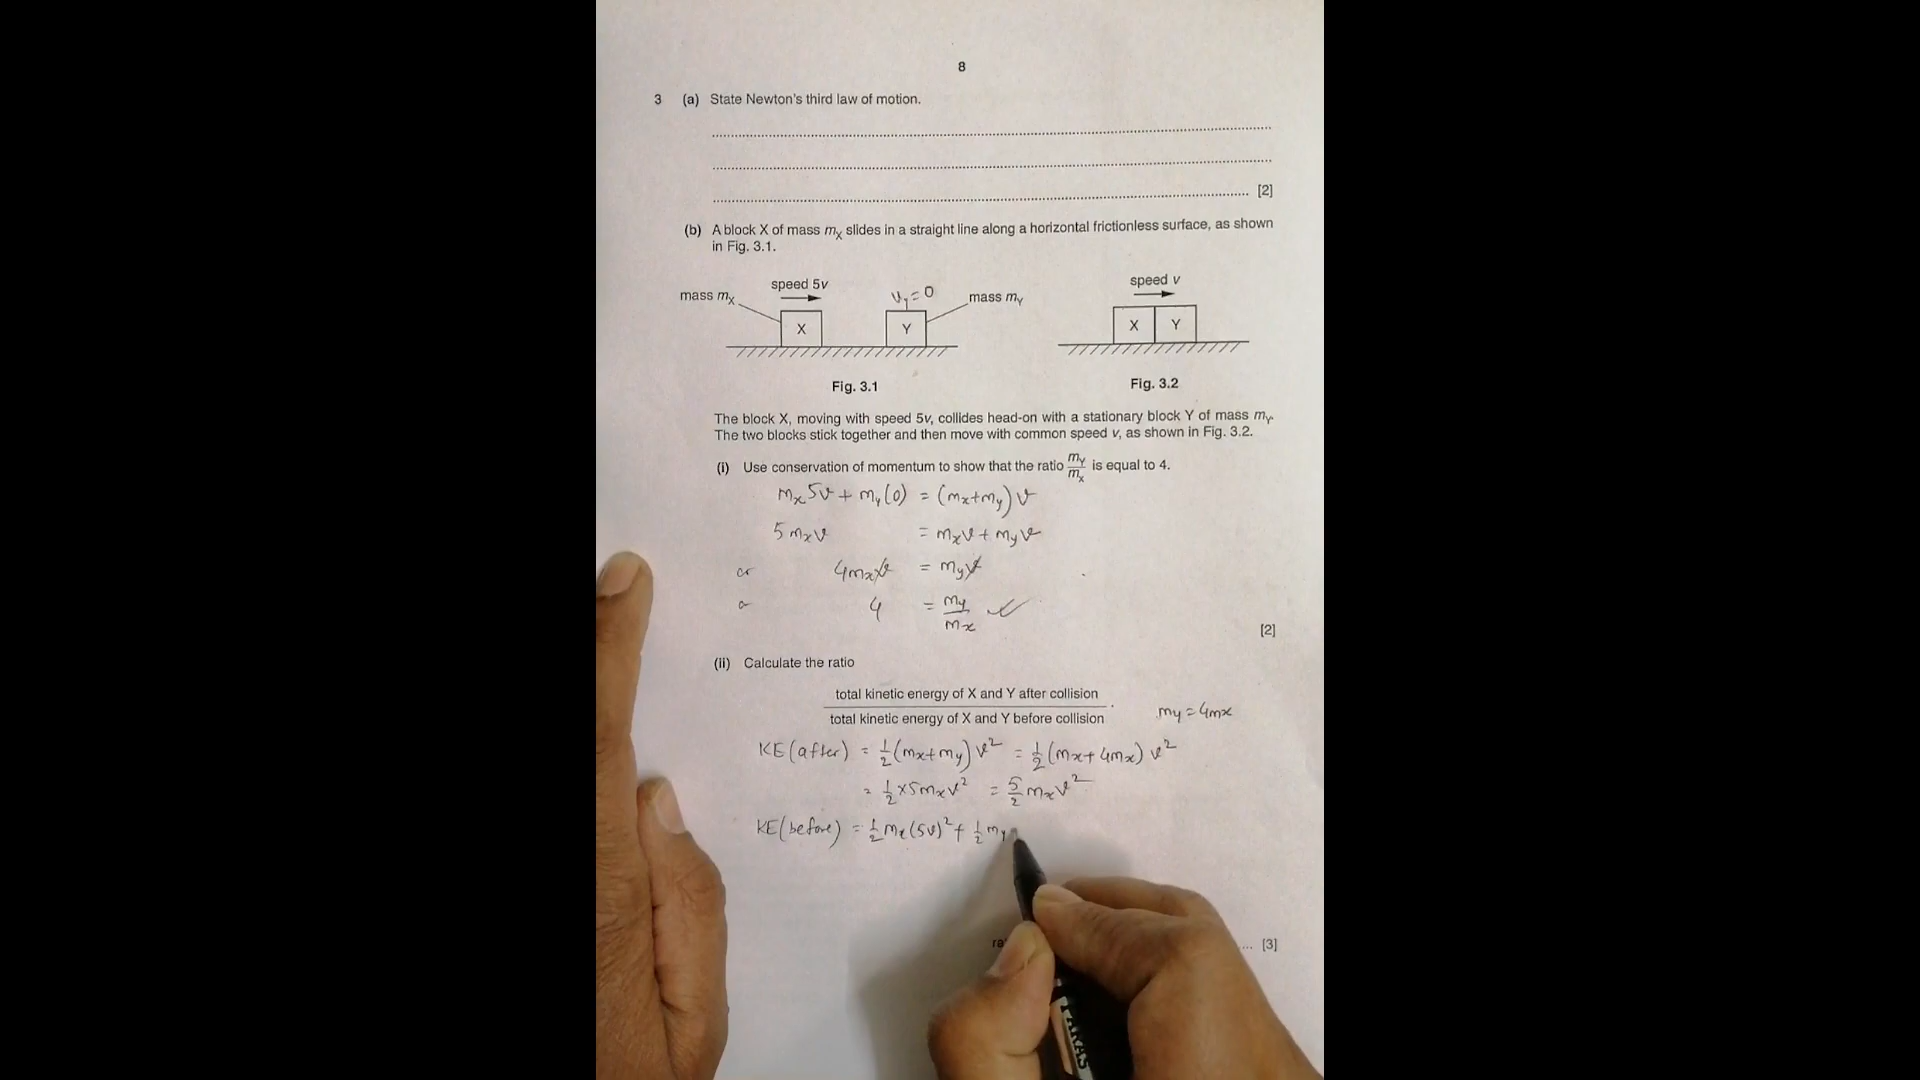 8
3 (a) State Newton's third law of motion.
[2]
(b) A block X of mass mX slides in a straight line along a horizontal frictionless surface, as shown
in Fig. 3.1.
mass mX
speed 5v
vy = 0
mass mY
X
Y
Fig. 3.1
speed v
X
Y
Fig. 3.2
The block X, moving with speed 5v, collides head-on with a stationary block Y of mass mY.
The two blocks stick together and then move with common speed v, as shown in Fig. 3.2.
(i) Use conservation of momentum to show that the ratio mY/mX is equal to 4.
mx 5v + my(0) = (mx+my) v
5 mx v = mx v + my v
or 4mx v = my v
or 4 = my/mx
[2]
(ii) Calculate the ratio
total kinetic energy of X and Y after collision
total kinetic energy of X and Y before collision .
my = 4mx
KE(after) = 1/2 (mx+my) v² = 1/2 (mx+4mx) v²
= 1/2 × 5mx v² = 5/2 mx v²
KE(before) = 1/2 mx (5v)² + 1/2 my
... [3]